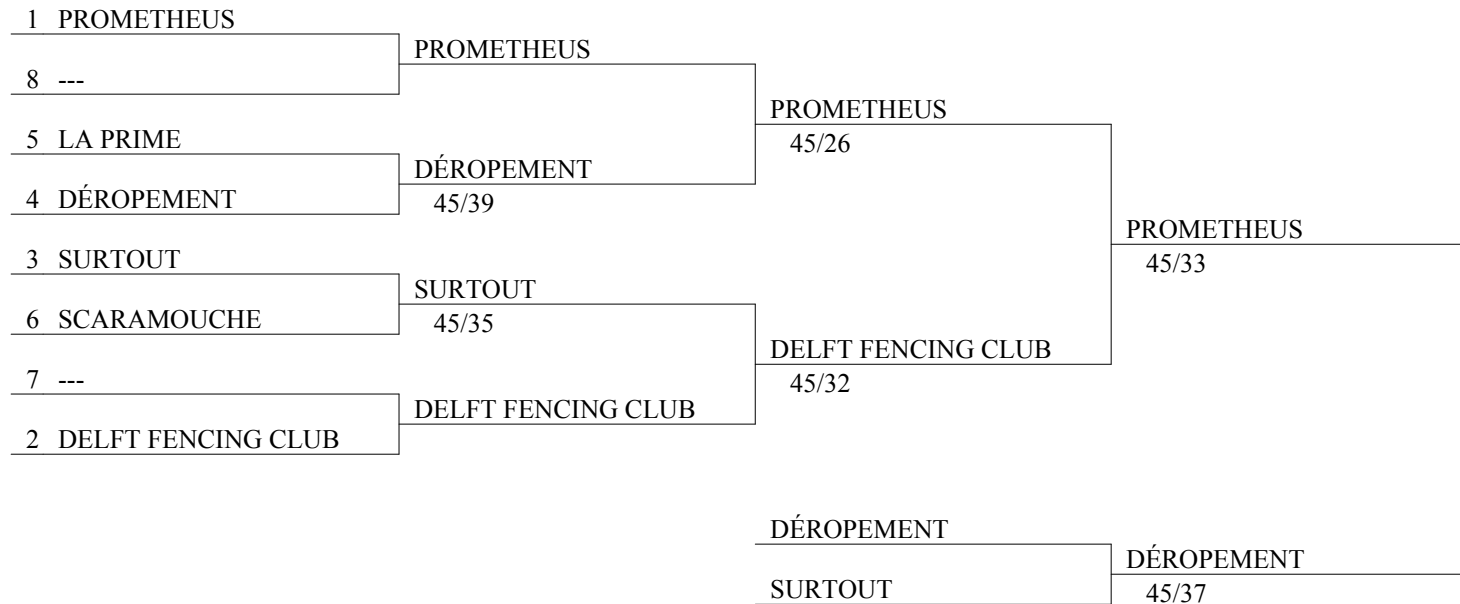 1 PROMETHEUS
PROMETHEUS
8 ---
PROMETHEUS
45/26
5 LA PRIME
DÉROPEMENT
45/39
4 DÉROPEMENT
PROMETHEUS
45/33
3 SURTOUT
SURTOUT
45/35
6 SCARAMOUCHE
DELFT FENCING CLUB
45/32
7 ---
DELFT FENCING CLUB
2 DELFT FENCING CLUB
DÉROPEMENT
DÉROPEMENT
45/37
SURTOUT